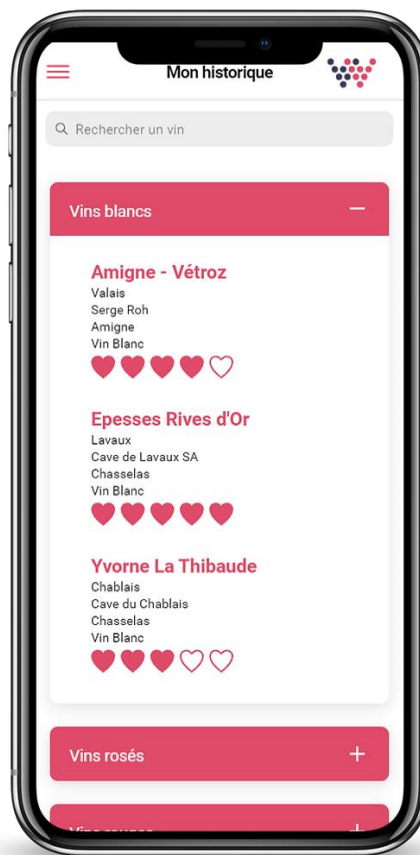 Mon historique
Rechercher un vin
Vins blancs
Amigne - Vétroz
Valais
Serge Roh
Amigne
Vin Blanc
Epesses Rives d'Or
Lavaux
Cave de Lavaux SA
Chasselas
Vin Blanc
Yvorne La Thibaude
Chablais
Cave du Chablais
Chasselas
Vin Blanc
Vins rosés
Vins rouges